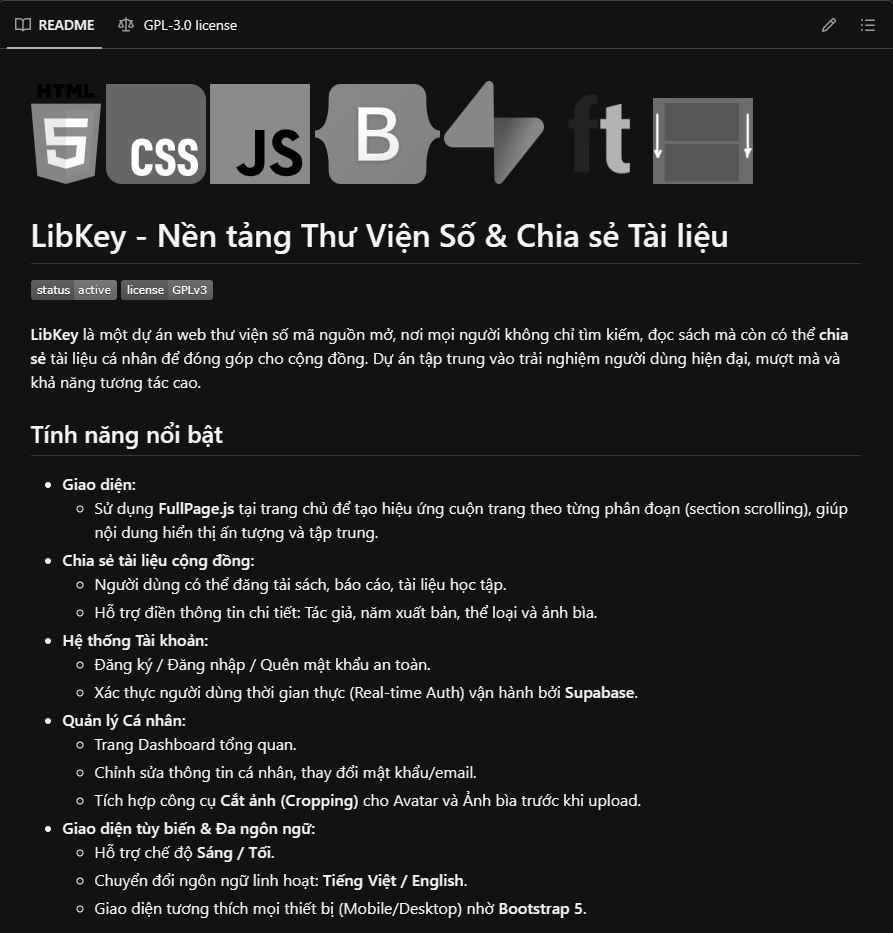 README
GPL-3.0 license
HTML
5
CSS
JS
B
ft
LibKey - Nền tảng Thư Viện Số & Chia sẻ Tài liệu
status active
license GPLv3
LibKey là một dự án web thư viện số mã nguồn mở, nơi mọi người không chỉ tìm kiếm, đọc sách mà còn có thể chia
sẻ tài liệu cá nhân để đóng góp cho cộng đồng. Dự án tập trung vào trải nghiệm người dùng hiện đại, mượt mà và
khả năng tương tác cao.
Tính năng nổi bật
Giao diện:
Sử dụng FullPage.js tại trang chủ để tạo hiệu ứng cuộn trang theo từng phân đoạn (section scrolling), giúp
nội dung hiển thị ấn tượng và tập trung.
Chia sẻ tài liệu cộng đồng:
Người dùng có thể đăng tải sách, báo cáo, tài liệu học tập.
Hỗ trợ điền thông tin chi tiết: Tác giả, năm xuất bản, thể loại và ảnh bìa.
Hệ thống Tài khoản:
Đăng ký / Đăng nhập / Quên mật khẩu an toàn.
Xác thực người dùng thời gian thực (Real-time Auth) vận hành bởi Supabase.
Quản lý Cá nhân:
Trang Dashboard tổng quan.
Chỉnh sửa thông tin cá nhân, thay đổi mật khẩu/email.
Tích hợp công cụ Cắt ảnh (Cropping) cho Avatar và Ảnh bìa trước khi upload.
Giao diện tùy biến & Đa ngôn ngữ:
Hỗ trợ chế độ Sáng / Tối.
Chuyển đổi ngôn ngữ linh hoạt: Tiếng Việt / English.
Giao diện tương thích mọi thiết bị (Mobile/Desktop) nhờ Bootstrap 5.